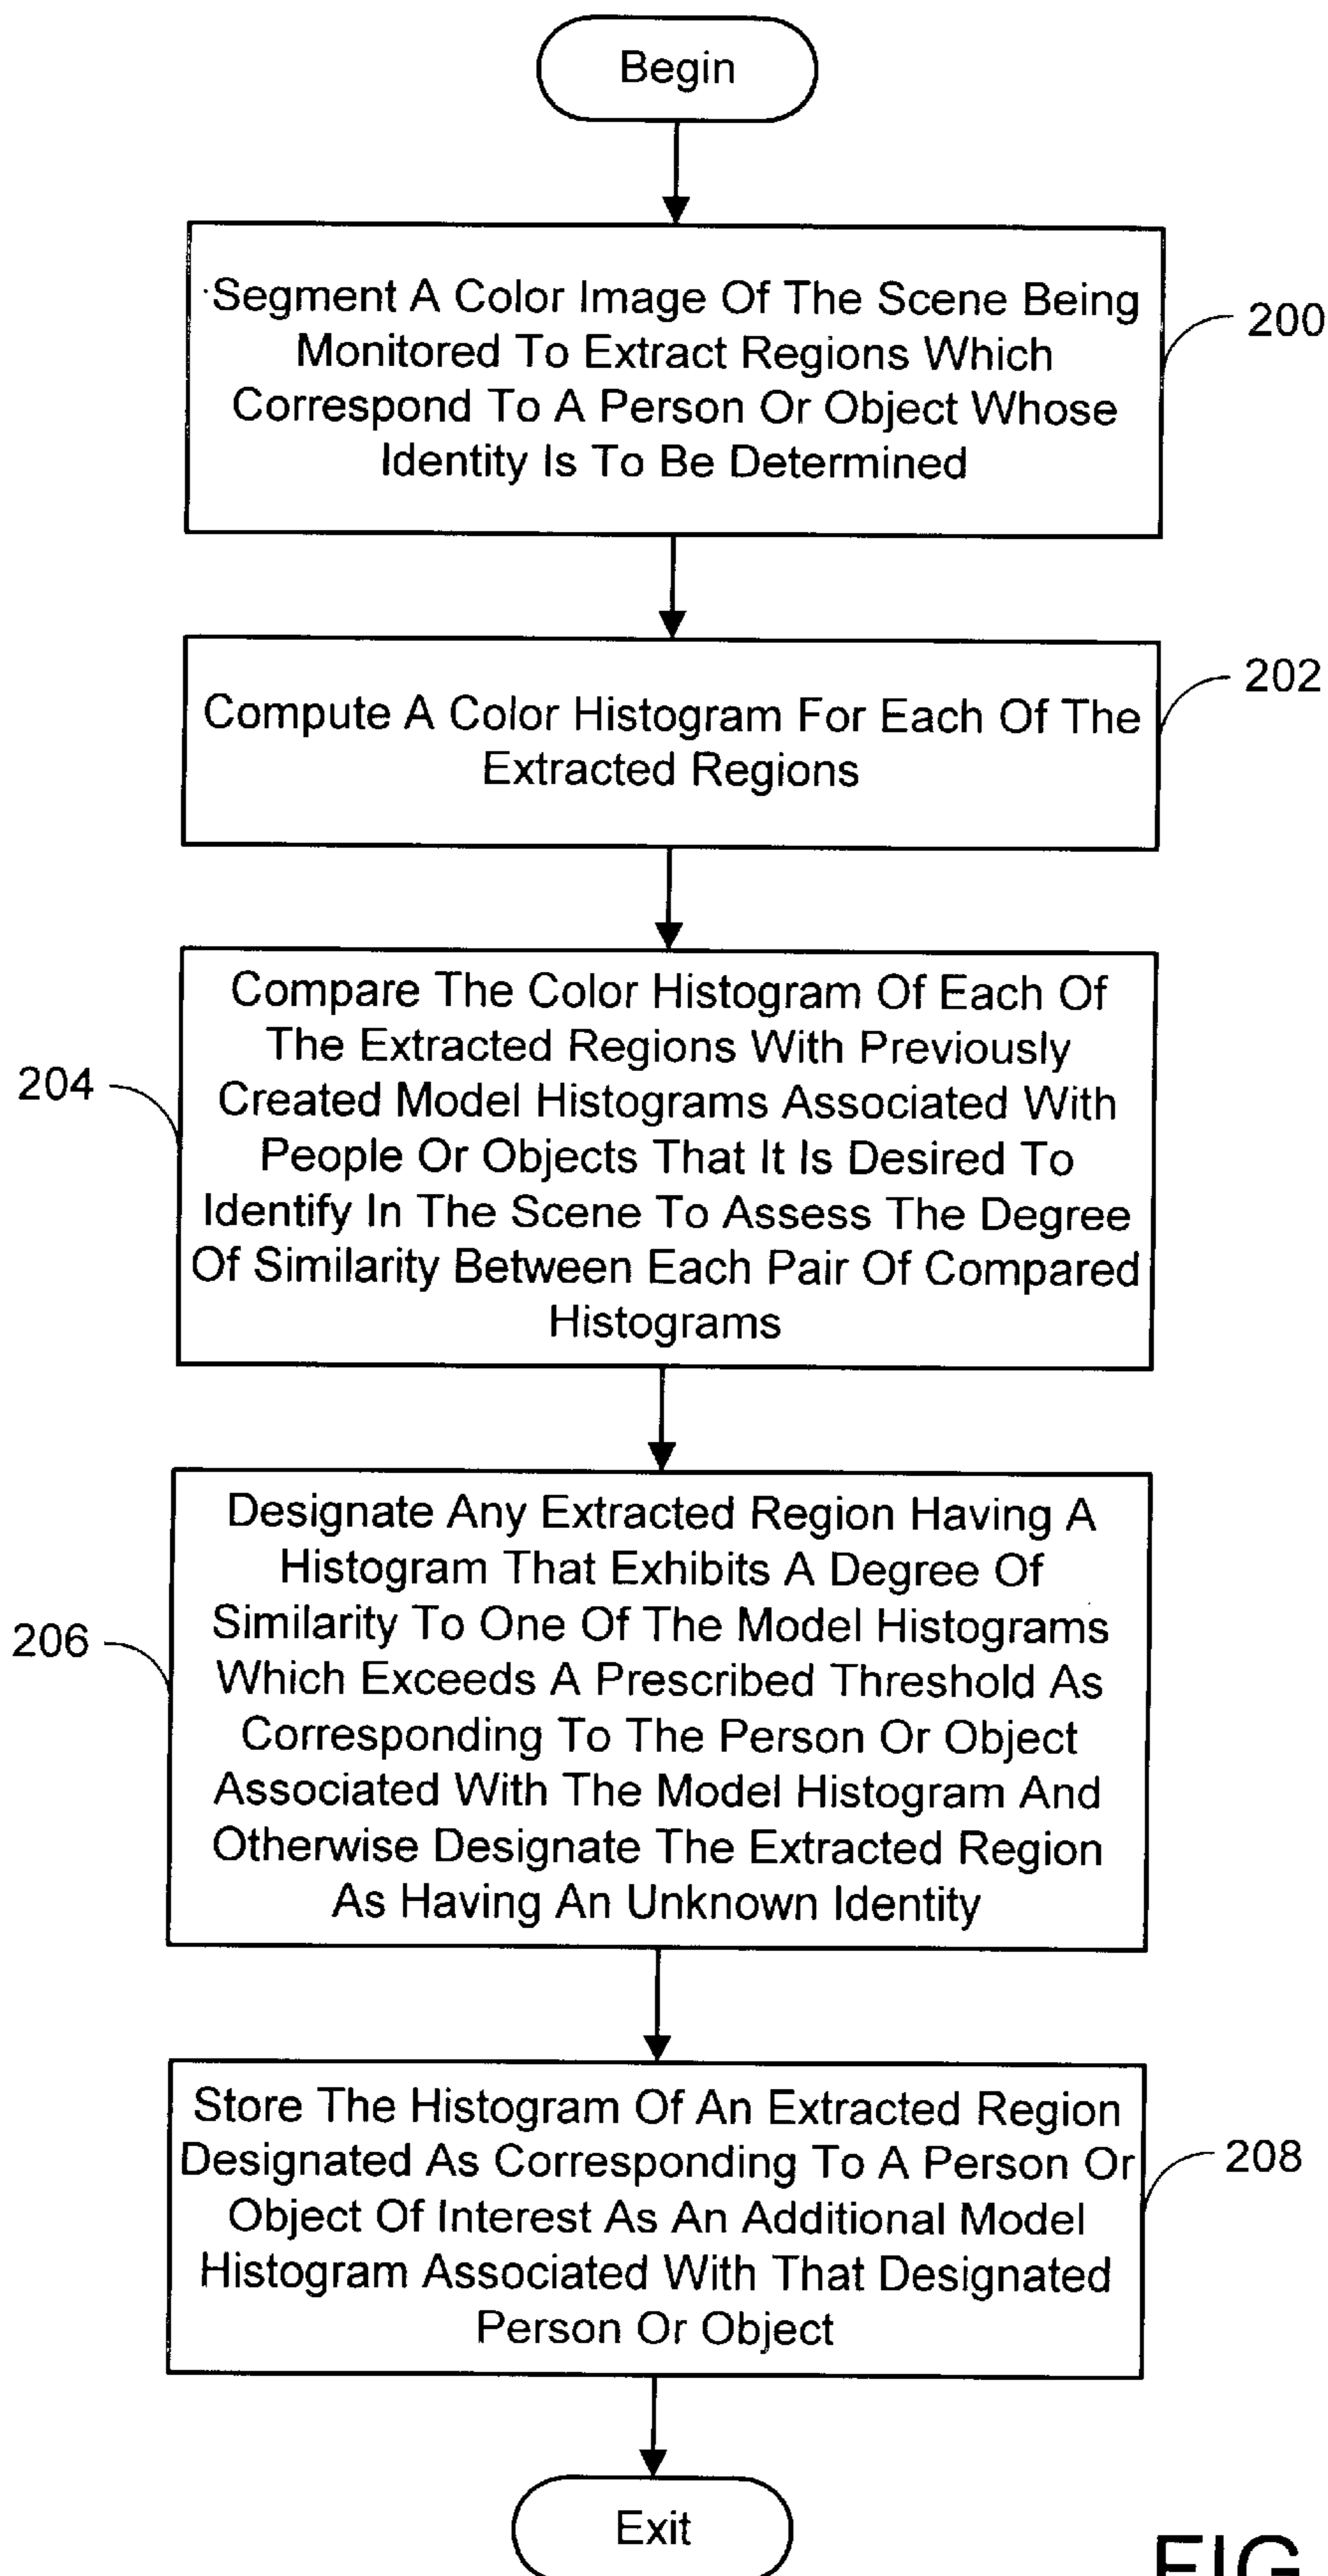 Begin
Segment A Color Image Of The Scene Being
Monitored To Extract Regions Which
Correspond To A Person Or Object Whose
Identity Is To Be Determined
200
Compute A Color Histogram For Each Of The
Extracted Regions
202
Compare The Color Histogram Of Each Of
The Extracted Regions With Previously
Created Model Histograms Associated With
People Or Objects That It Is Desired To
Identify In The Scene To Assess The Degree
Of Similarity Between Each Pair Of Compared
Histograms
204
Designate Any Extracted Region Having A
Histogram That Exhibits A Degree Of
Similarity To One Of The Model Histograms
Which Exceeds A Prescribed Threshold As
Corresponding To The Person Or Object
Associated With The Model Histogram And
Otherwise Designate The Extracted Region
As Having An Unknown Identity
206
Store The Histogram Of An Extracted Region
Designated As Corresponding To A Person Or
Object Of Interest As An Additional Model
Histogram Associated With That Designated
Person Or Object
208
Exit
FIG